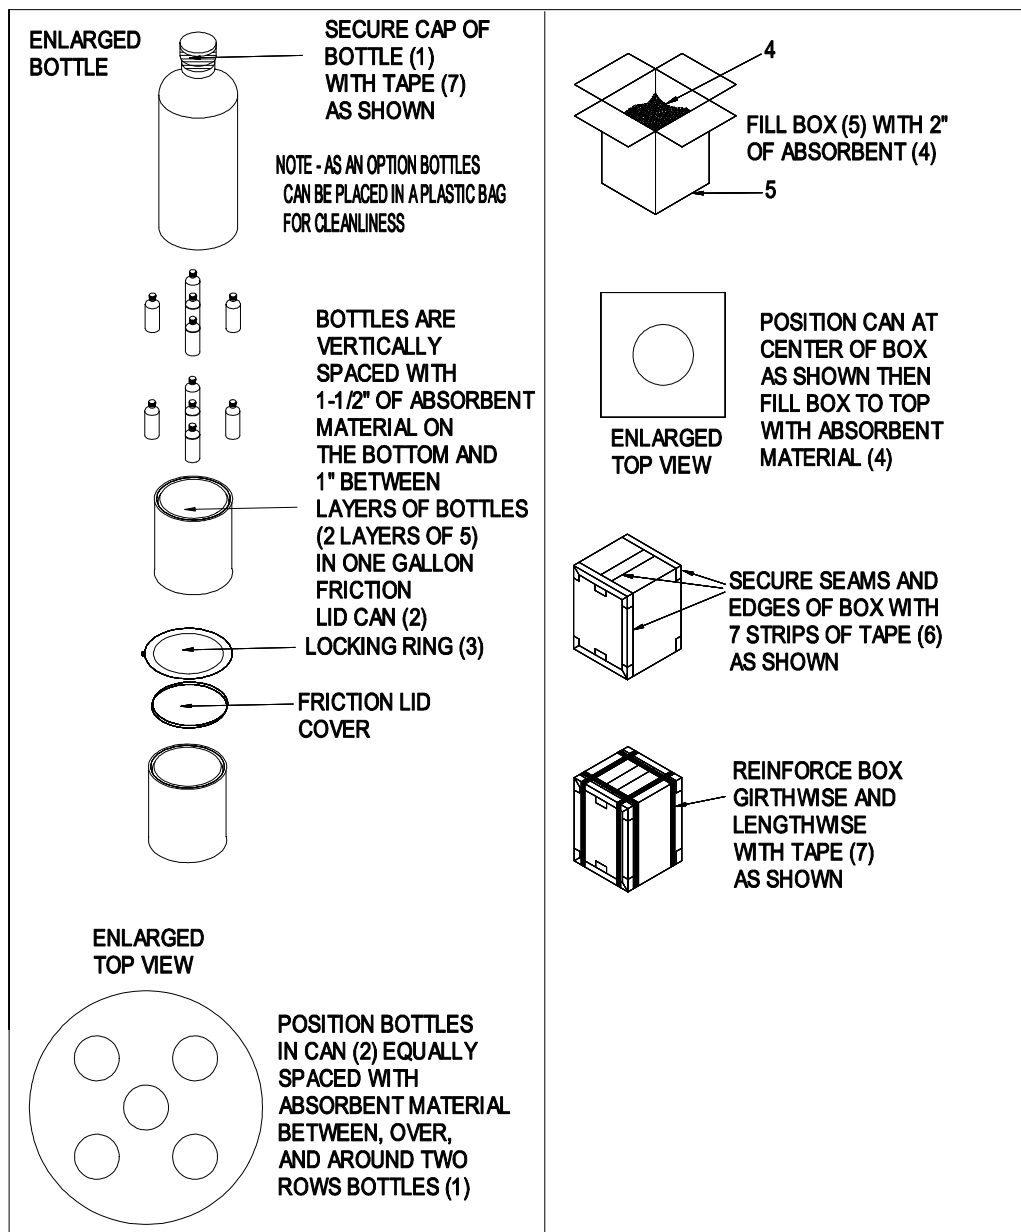 ENLARGED
BOTTLE
SECURE CAP OF
BOTTLE (1)
WITH TAPE (7)
AS SHOWN
NOTE - AS AN OPTION BOTTLES
CAN BE PLACED IN A PLASTIC BAG
FOR CLEANLINESS
BOTTLES ARE
VERTICALLY
SPACED WITH
1-1/2" OF ABSORBENT
MATERIAL ON
THE BOTTOM AND
1" BETWEEN
LAYERS OF BOTTLES
(2 LAYERS OF 5)
IN ONE GALLON
FRICTION
LID CAN (2)
LOCKING RING (3)
FRICTION LID
COVER
ENLARGED
TOP VIEW
POSITION BOTTLES
IN CAN (2) EQUALLY
SPACED WITH
ABSORBENT MATERIAL
BETWEEN, OVER,
AND AROUND TWO
ROWS BOTTLES (1)
4
FILL BOX (5) WITH 2"
OF ABSORBENT (4)
5
POSITION CAN AT
CENTER OF BOX
AS SHOWN THEN
FILL BOX TO TOP
WITH ABSORBENT
MATERIAL (4)
ENLARGED
TOP VIEW
SECURE SEAMS AND
EDGES OF BOX WITH
7 STRIPS OF TAPE (6)
AS SHOWN
REINFORCE BOX
GIRTHWISE AND
LENGTHWISE
WITH TAPE (7)
AS SHOWN